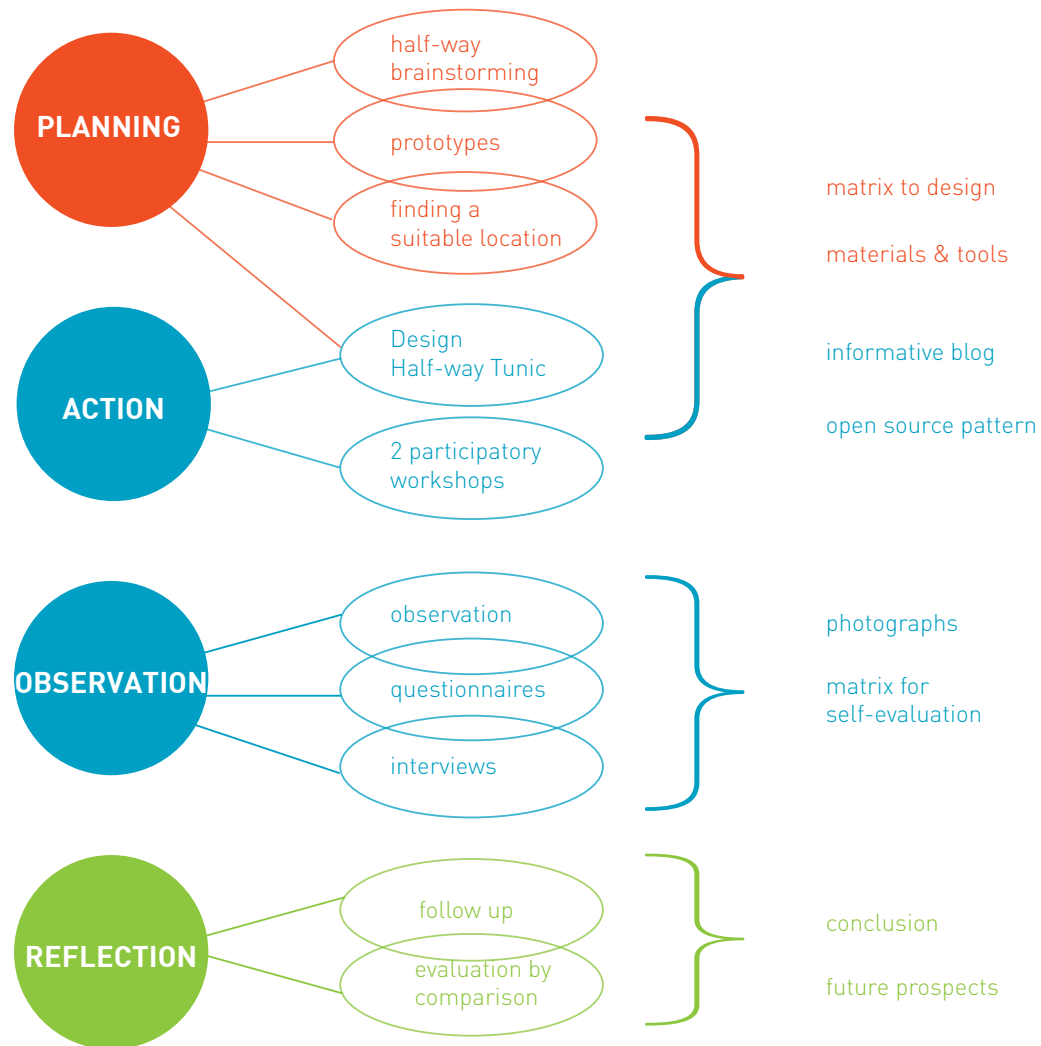 PLANNING
half-way
brainstorming
prototypes
finding a
suitable location
matrix to design
materials & tools
ACTION
Design
Half-way Tunic
2 participatory
workshops
informative blog
open source pattern
OBSERVATION
observation
questionnaires
interviews
photographs
matrix for
self-evaluation
REFLECTION
follow up
evaluation by
comparison
conclusion
future prospects